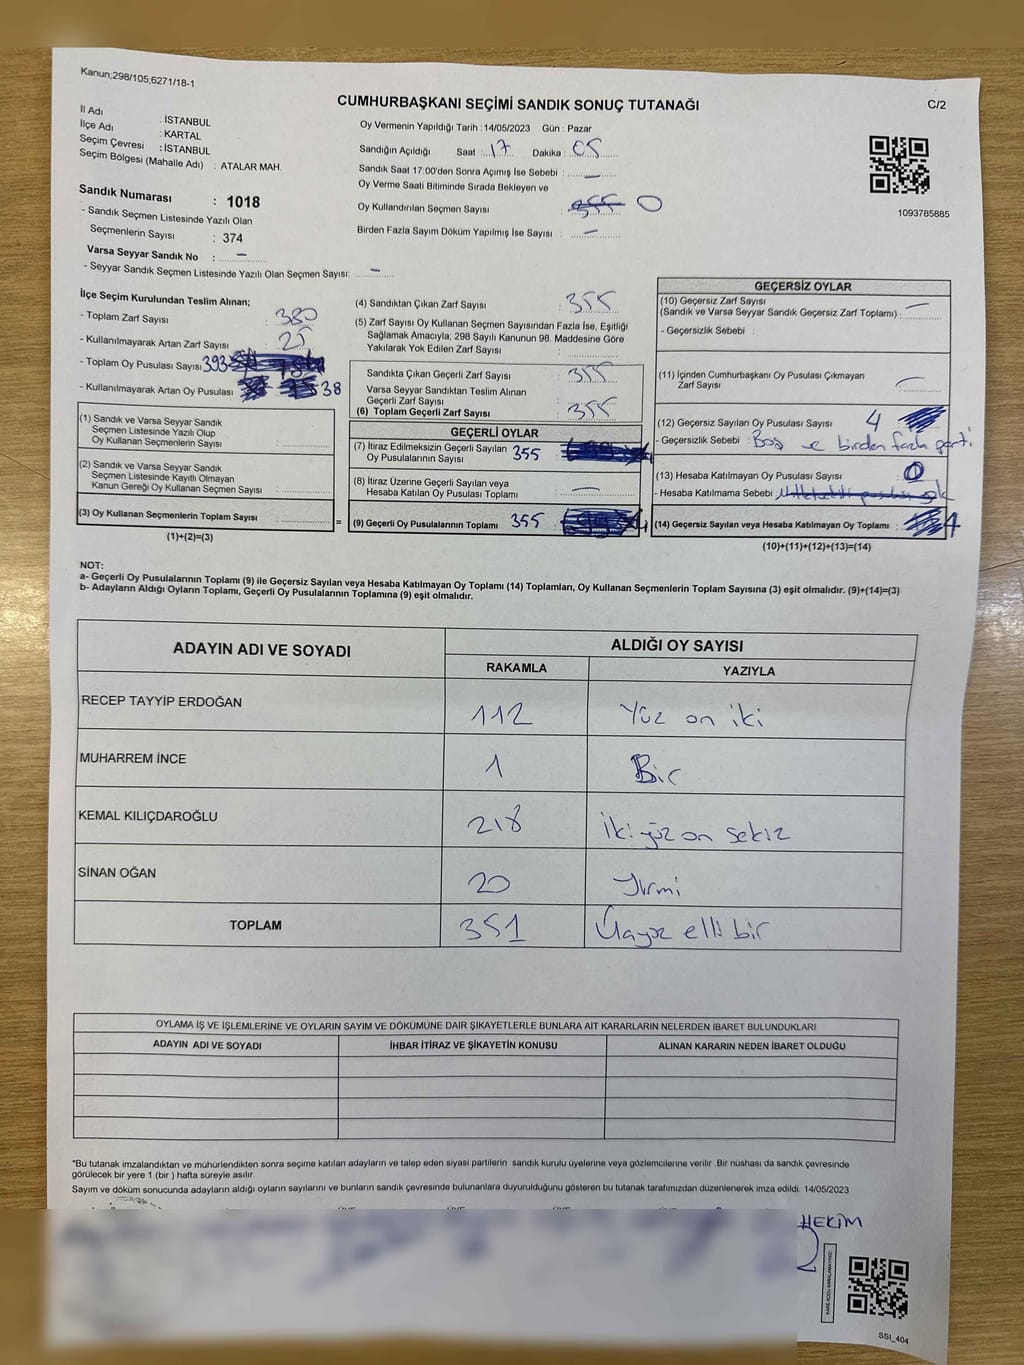 Kanun;298/105,6271/18-1
CUMHURBAŞKANI SEÇİMİ SANDIK SONUÇ TUTANAĞI
C/2
İl Adı : İSTANBUL
İlçe Adı : KARTAL
Seçim Çevresi : İSTANBUL
Seçim Bölgesi (Mahalle Adı) : ATALAR MAH.
Oy Vermenin Yapıldığı Tarih : 14/05/2023 Gün : Pazar
Sandığın Açıldığı Saat : 17 Dakika : 05
Sandık Saat 17:00'den Sonra Açımış İse Sebebi : —
Oy Verme Saati Bitiminde Sırada Bekleyen ve
Oy Kullandırılan Seçmen Sayısı : 355 0
Birden Fazla Sayım Döküm Yapılmış İse Sayısı : —
1093785885
Sandık Numarası : 1018
- Sandık Seçmen Listesinde Yazılı Olan
Seçmenlerin Sayısı : 374
Varsa Seyyar Sandık No : —
- Seyyar Sandık Seçmen Listesinde Yazılı Olan Seçmen Sayısı: —
İlçe Seçim Kurulundan Teslim Alınan;
- Toplam Zarf Sayısı : 380
- Kullanılmayarak Artan Zarf Sayısı : 25
- Toplam Oy Pusulası Sayısı 393
- Kullanılmayarak Artan Oy Pusulası 38
(1) Sandık ve Varsa Seyyar Sandık
Seçmen Listesinde Yazılı Olup
Oy Kullanan Seçmenlerin Sayısı :
(2) Sandık ve Varsa Seyyar Sandık
Seçmen Listesinde Kayıtlı Olmayan
Kanun Gereği Oy Kullanan Seçmen Sayısı :
(3) Oy Kullanan Seçmenlerin Toplam Sayısı : =
(1)+(2)=(3)
(4) Sandıktan Çıkan Zarf Sayısı : 355
(5) Zarf Sayısı Oy Kullanan Seçmen Sayısından Fazla İse, Eşitliği
Sağlamak Amacıyla; 298 Sayılı Kanunun 98. Maddesine Göre
Yakılarak Yok Edilen Zarf Sayısı :
Sandıkta Çıkan Geçerli Zarf Sayısı : 355
Varsa Seyyar Sandıktan Teslim Alınan
Geçerli Zarf Sayısı :
(6) Toplam Geçerli Zarf Sayısı : 355
GEÇERLİ OYLAR
(7) İtiraz Edilmeksizin Geçerli Sayılan
Oy Pusulalarının Sayısı 355
(8) İtiraz Üzerine Geçerli Sayılan veya
Hesaba Katılan Oy Pusulası Toplamı : —
(9) Geçerli Oy Pusulalarının Toplamı 355
GEÇERSİZ OYLAR
(10) Geçersiz Zarf Sayısı
(Sandık ve Varsa Seyyar Sandık Geçersiz Zarf Toplamı) : —
- Geçersizlik Sebebi :
(11) İçinden Cumhurbaşkanı Oy Pusulası Çıkmayan
Zarf Sayısı : —
(12) Geçersiz Sayılan Oy Pusulası Sayısı : 4
- Geçersizlik Sebebi : Boş ve birden fazla parti
(13) Hesaba Katılmayan Oy Pusulası Sayısı : 0
- Hesaba Katılmama Sebebi :
(14) Geçersiz Sayılan veya Hesaba Katılmayan Oy Toplamı : 4
(10)+(11)+(12)+(13)=(14)
NOT:
a- Geçerli Oy Pusulalarının Toplamı (9) ile Geçersiz Sayılan veya Hesaba Katılmayan Oy Toplamı (14) Toplamları, Oy Kullanan Seçmenlerin Toplam Sayısına (3) eşit olmalıdır. (9)+(14)=(3)
b- Adayların Aldığı Oyların Toplamı, Geçerli Oy Pusulalarının Toplamına (9) eşit olmalıdır.
ADAYIN ADI VE SOYADI ALDIĞI OY SAYISI
RAKAMLA YAZIYLA
RECEP TAYYİP ERDOĞAN 112 Yüz on iki
MUHARREM İNCE 1 Bir
KEMAL KILIÇDAROĞLU 218 iki yüz on sekiz
SİNAN OĞAN 20 Yirmi
TOPLAM 351 Üçyüz elli bir
OYLAMA İŞ VE İŞLEMLERİNE VE OYLARIN SAYIM VE DÖKÜMÜNE DAİR ŞİKAYETLERLE BUNLARA AİT KARARLARIN NELERDEN İBARET BULUNDUKLARI
ADAYIN ADI VE SOYADI İHBAR İTİRAZ VE ŞİKAYETİN KONUSU ALINAN KARARIN NEDEN İBARET OLDUĞU
*Bu tutanak imzalandıktan ve mühürlendikten sonra seçime katılan adayların ve talep eden siyasi partilerin sandık kurulu üyelerine veya gözlemcilerine verilir. Bir nüshası da sandık çevresinde
görülecek bir yere 1 (bir ) hafta süreyle asılır.
Sayım ve döküm sonucunda adayların aldığı oyların sayılarını ve bunların sandık çevresinde bulunanlara duyurulduğunu gösteren bu tutanak tarafımızdan düzenlenerek imza edildi. 14/05/2023
HEKİM
KARE KODU KARALAMAYINIZ!
SSI_404